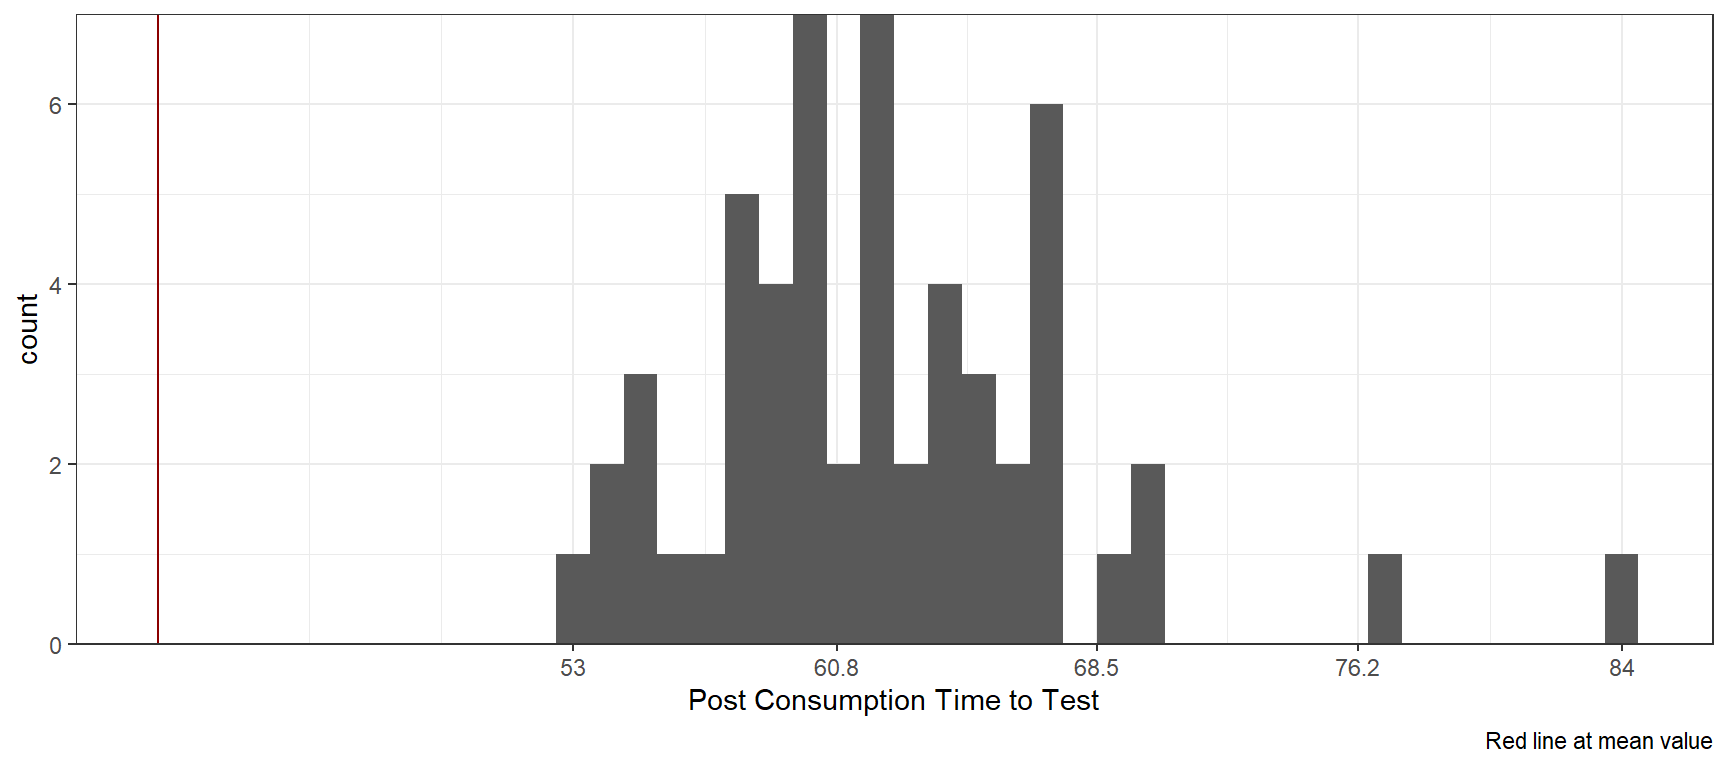 6
4
2
0
count
53 60.8 68.5 76.2 84
Post Consumption Time to Test
Red line at mean value